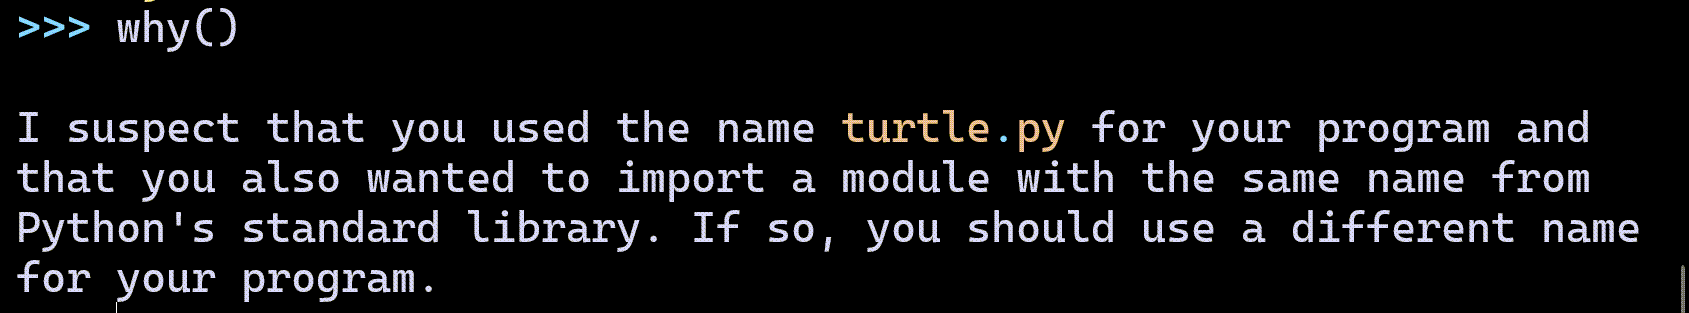 >>> why()
I suspect that you used the name turtle.py for your program and
that you also wanted to import a module with the same name from
Python's standard library. If so, you should use a different name
for your program.